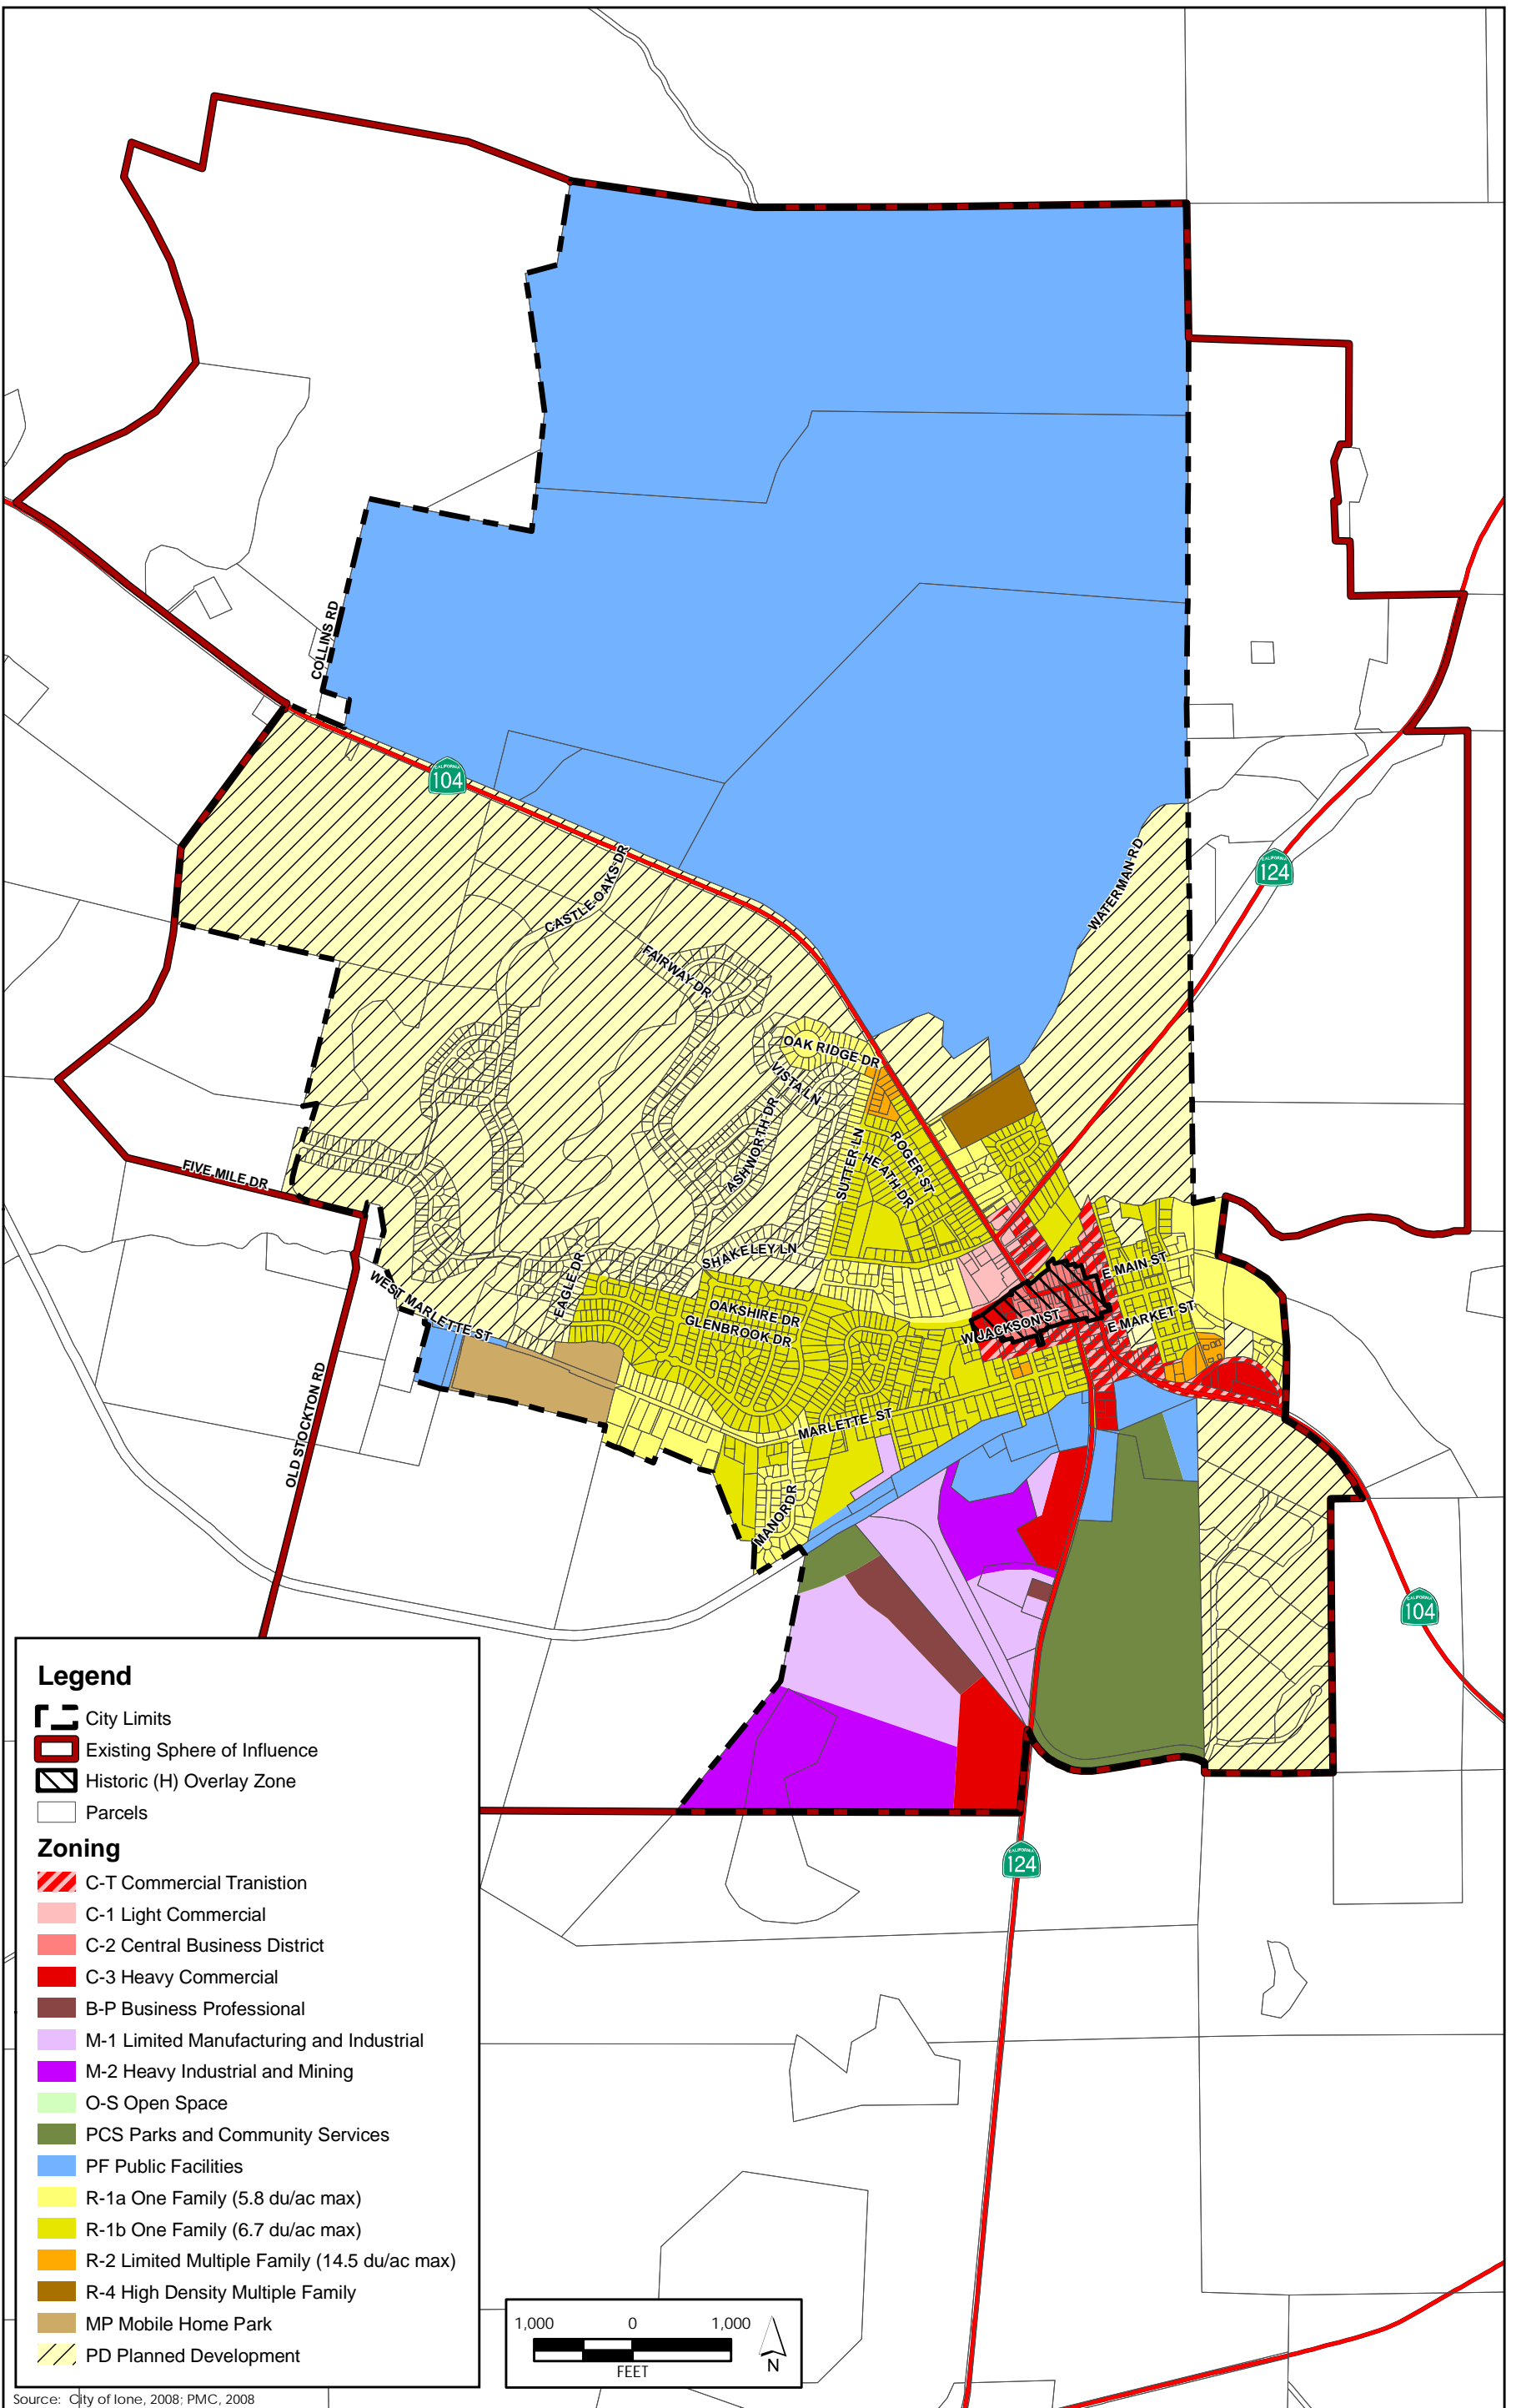 COLLINS RD
CALIFORNIA
104
CALIFORNIA
124
WATERMAN RD
CASTLE OAKS DR
FAIRWAY DR
OAK RIDGE DR
VISTA LN
ASHWORTH DR
SUTTER LN
ROGER ST
HEATH DR
FIVE MILE DR
SHAKELEY LN
EAGLE DR
WEST MARLETTE ST
OAKSHIRE DR
GLENBROOK DR
W JACKSON ST
E MAIN ST
E MARKET ST
OLD STOCKTON RD
MARLETTE ST
MANOR DR
CALIFORNIA
104
CALIFORNIA
124
Legend
City Limits
Existing Sphere of Influence
Historic (H) Overlay Zone
Parcels
Zoning
C-T Commercial Tranistion
C-1 Light Commercial
C-2 Central Business District
C-3 Heavy Commercial
B-P Business Professional
M-1 Limited Manufacturing and Industrial
M-2 Heavy Industrial and Mining
O-S Open Space
PCS Parks and Community Services
PF Public Facilities
R-1a One Family (5.8 du/ac max)
R-1b One Family (6.7 du/ac max)
R-2 Limited Multiple Family (14.5 du/ac max)
R-4 High Density Multiple Family
MP Mobile Home Park
PD Planned Development
1,000 0 1,000
FEET
N
Source: City of Ione, 2008; PMC, 2008